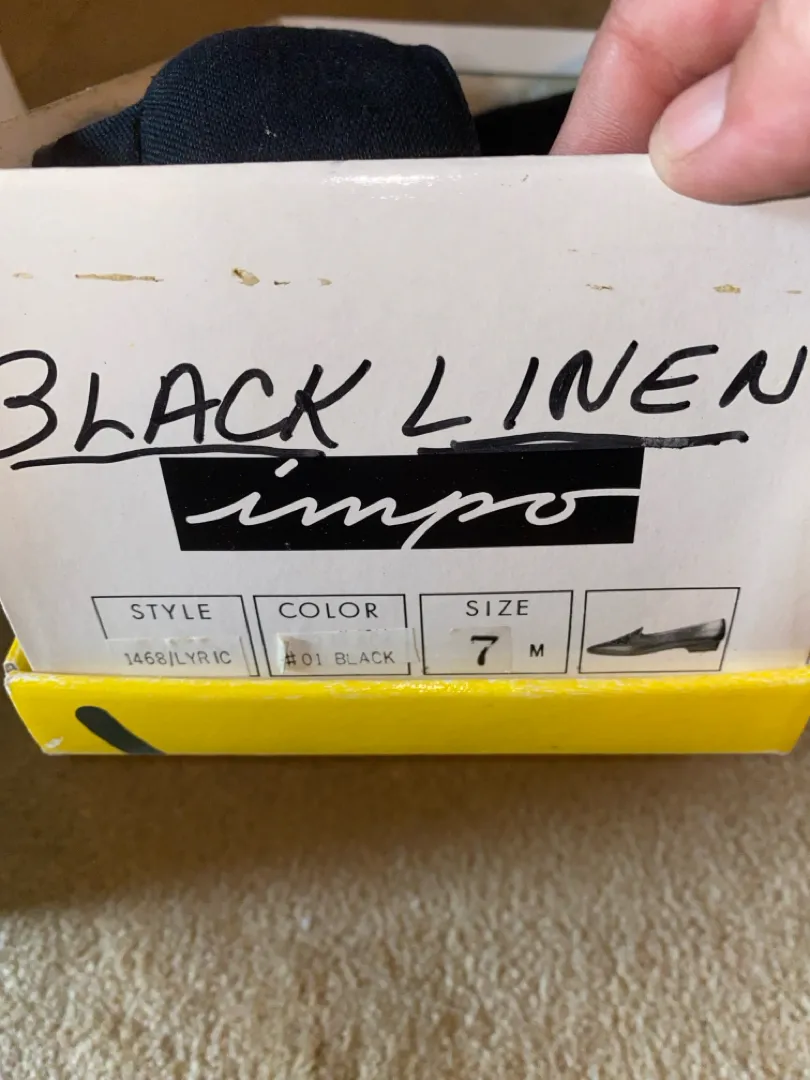 BLACK LINEN
impo
STYLE COLOR SIZE
1468/LYRIC #01 BLACK 7 M